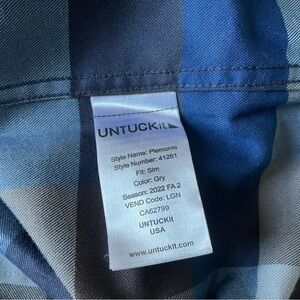 UNTUCKit
Style Name: Piemonte
Style Number: 41261
Fit: Slim
Color: Gry
Season: 2022 FA.2
VEND Code: LGN
CA62799
UNTUCKit
USA
www.untuckit.com